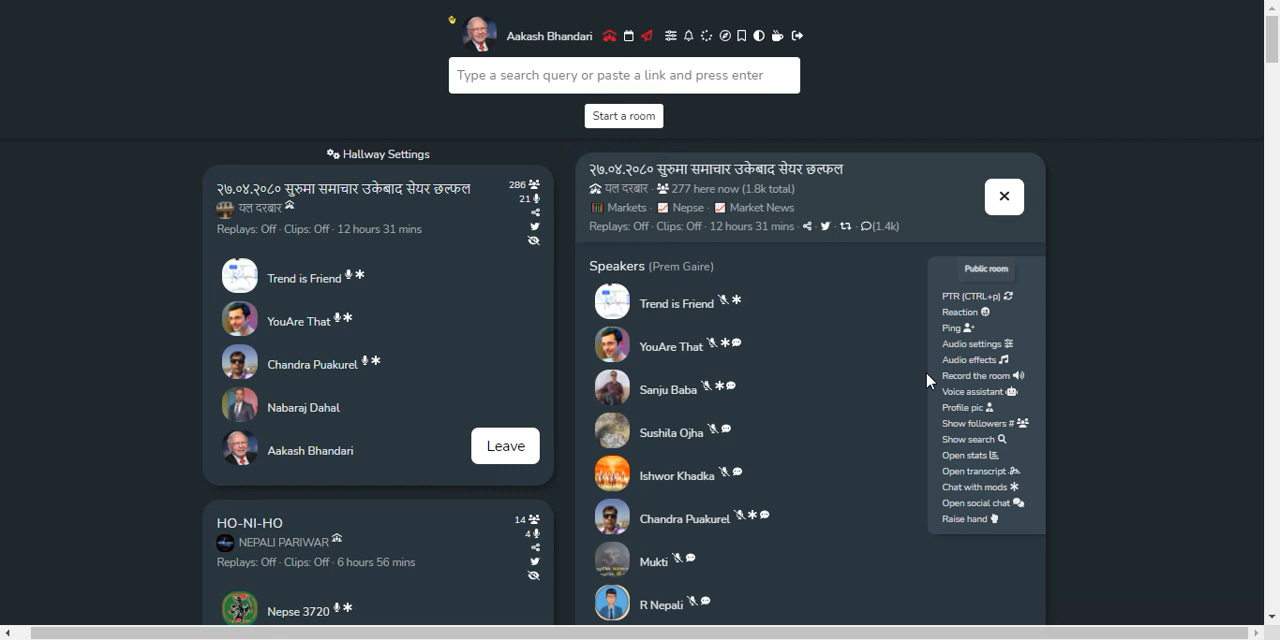 Aakash Bhandari
Type a search query or paste a link and press enter
Start a room
Hallway Settings
२७.०४.२०८० सुरुमा समाचार उकेबाद सेयर छल्फल
286
यल दरबार
21
Replays: Off · Clips: Off · 12 hours 31 mins
Trend is Friend
YouAre That
Chandra Puakurel
Nabaraj Dahal
Aakash Bhandari
Leave
HO-NI-HO
14
NEPALI PARIWAR
4
Replays: Off · Clips: Off · 6 hours 56 mins
Nepse 3720
२७.०४.२०८० सुरुमा समाचार उकेबाद सेयर छल्फल
यल दरबार · 277 here now (1.8k total)
Markets · Nepse · Market News
Replays: Off · Clips: Off · 12 hours 31 mins · · · · (1.4k)
Speakers (Prem Gaire)
Trend is Friend
YouAre That
Sanju Baba
Sushila Ojha
Ishwor Khadka
Chandra Puakurel
Mukti
R Nepali
Public room
PTR (CTRL+p)
Reaction
Ping
Audio settings
Audio effects
Record the room
Voice assistant
Profile pic
Show followers #
Show search
Open stats
Open transcript
Chat with mods
Open social chat
Raise hand